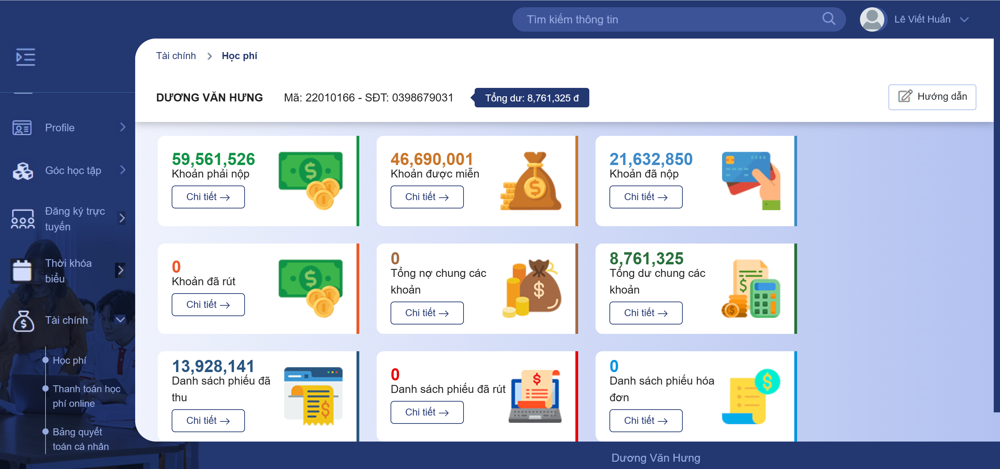 Tìm kiếm thông tin
Lê Viết Huấn
Tài chính
Học phí
DƯƠNG VĂN HƯNG
Mã: 22010166 - SĐT: 0398679031
Tổng dư: 8,761,325 đ
Hướng dẫn
Profile
Góc học tập
Đăng ký trực
tuyến
Thời khóa
biểu
Tài chính
Học phí
Thanh toán học
phí online
Bảng quyết
toán cá nhân
59,561,526
Khoản phải nộp
Chi tiết
46,690,001
Khoản được miễn
Chi tiết
21,632,850
Khoản đã nộp
Chi tiết
0
Khoản đã rút
Chi tiết
0
Tổng nợ chung các
khoản
Chi tiết
8,761,325
Tổng dư chung các
khoản
Chi tiết
13,928,141
Danh sách phiếu đã
thu
Chi tiết
0
Danh sách phiếu đã rút
Chi tiết
0
Danh sách phiếu hóa
đơn
Chi tiết
Dương Văn Hưng